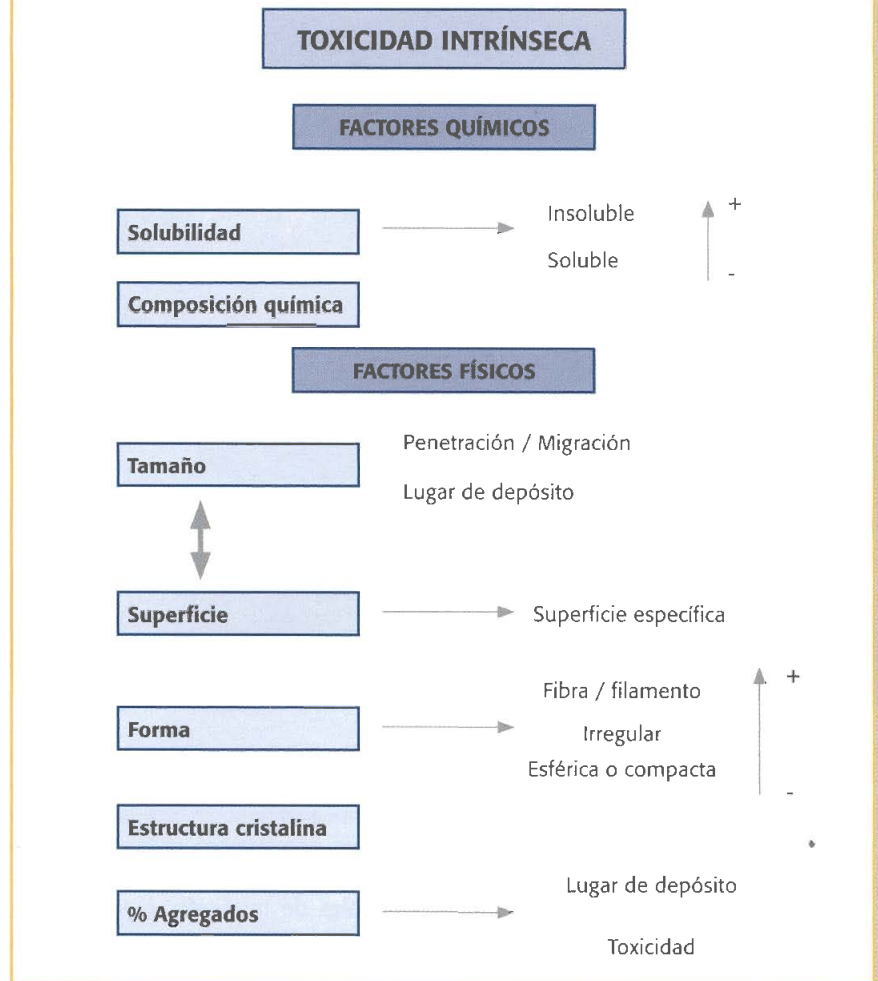 TOXICIDAD INTRÍNSECA
FACTORES QUÍMICOS
Solubilidad
Insoluble
+
Soluble
-
Composición química
FACTORES FÍSICOS
Tamaño
Penetración / Migración
Lugar de depósito
Superficie
Superficie específica
Forma
Fibra / filamento
+
Irregular
Esférica o compacta
-
Estructura cristalina
% Agregados
Lugar de depósito
Toxicidad